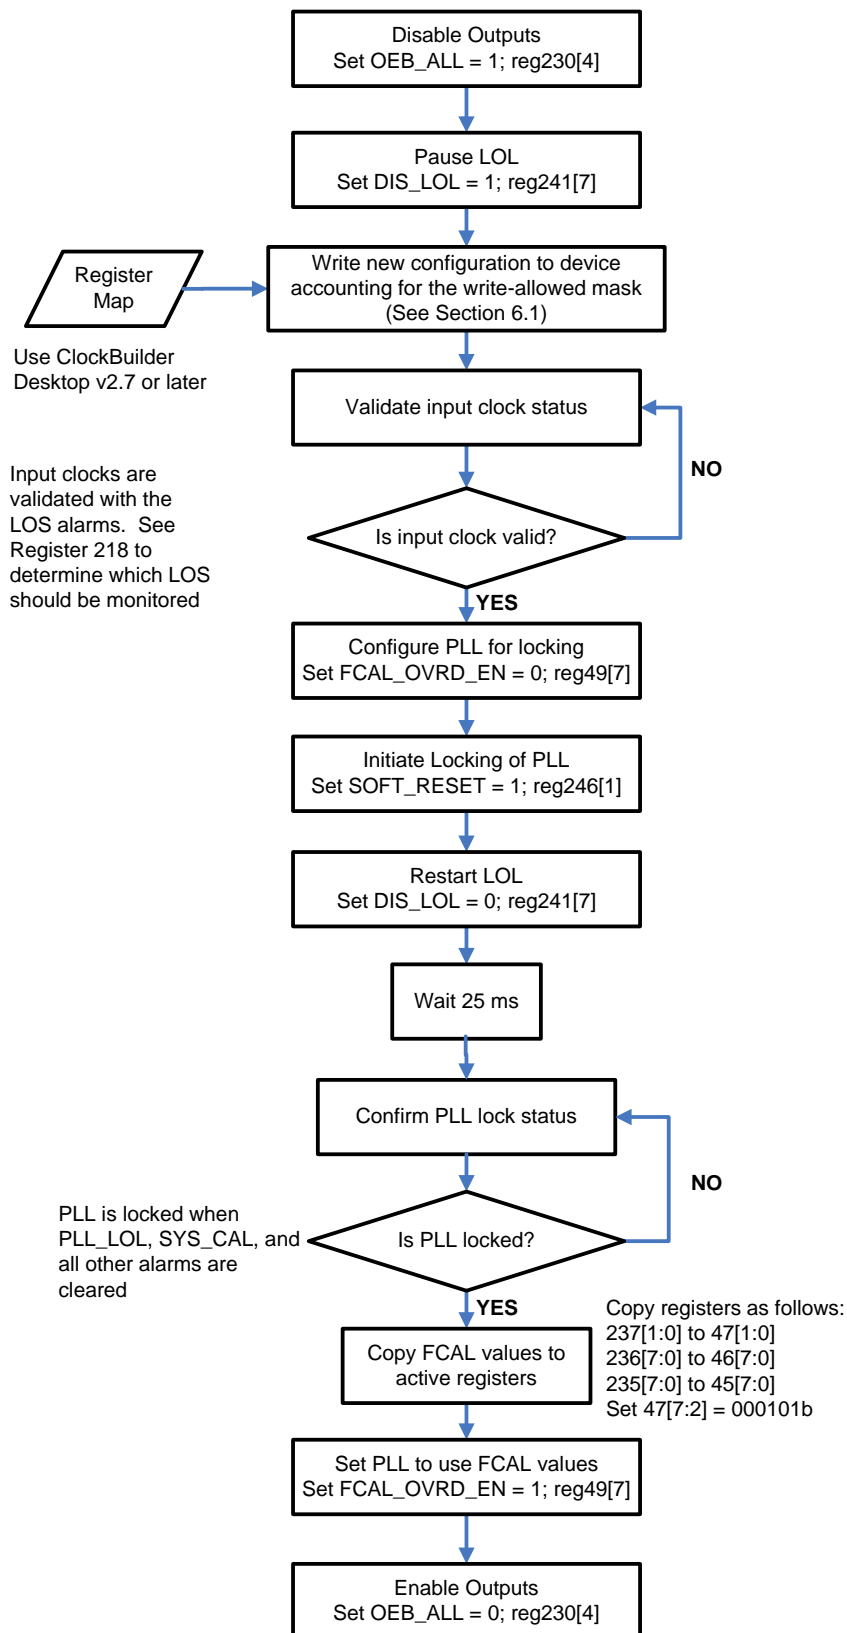 Disable Outputs
Set OEB_ALL = 1; reg230[4]
Pause LOL
Set DIS_LOL = 1; reg241[7]
Register
Map
Write new configuration to device
accounting for the write-allowed mask
(See Section 6.1)
Use ClockBuilder
Desktop v2.7 or later
Validate input clock status
NO
Input clocks are
validated with the
LOS alarms.  See
Register 218 to
determine which LOS
should be monitored
Is input clock valid?
YES
Configure PLL for locking
Set FCAL_OVRD_EN = 0; reg49[7]
Initiate Locking of PLL
Set SOFT_RESET = 1; reg246[1]
Restart LOL
Set DIS_LOL = 0; reg241[7]
Wait 25 ms
Confirm PLL lock status
NO
PLL is locked when
PLL_LOL, SYS_CAL, and
all other alarms are
cleared
Is PLL locked?
YES
Copy FCAL values to
active registers
Copy registers as follows:
237[1:0] to 47[1:0]
236[7:0] to 46[7:0]
235[7:0] to 45[7:0]
Set 47[7:2] = 000101b
Set PLL to use FCAL values
Set FCAL_OVRD_EN = 1; reg49[7]
Enable Outputs
Set OEB_ALL = 0; reg230[4]